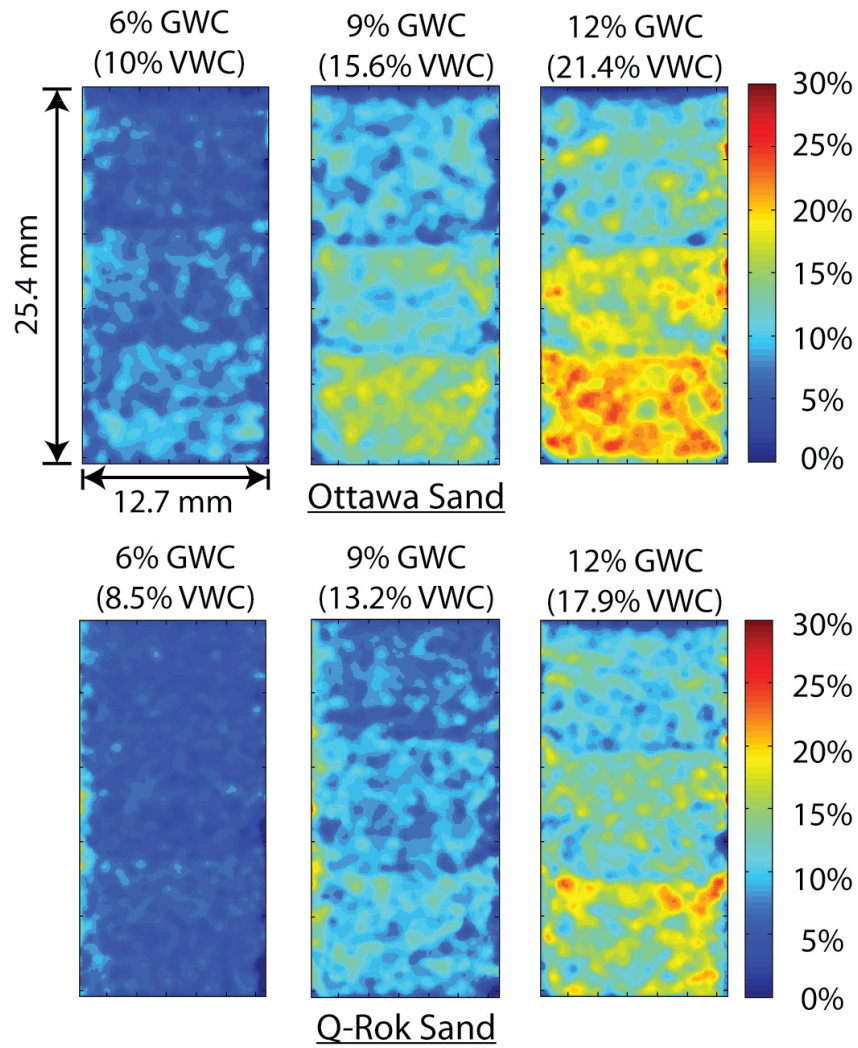 6% GWC
(10% VWC)
9% GWC
(15.6% VWC)
12% GWC
(21.4% VWC)
30%
25%
20%
15%
10%
5%
0%
25.4 mm
12.7 mm
Ottawa Sand
6% GWC
(8.5% VWC)
9% GWC
(13.2% VWC)
12% GWC
(17.9% VWC)
30%
25%
20%
15%
10%
5%
0%
Q-Rok Sand